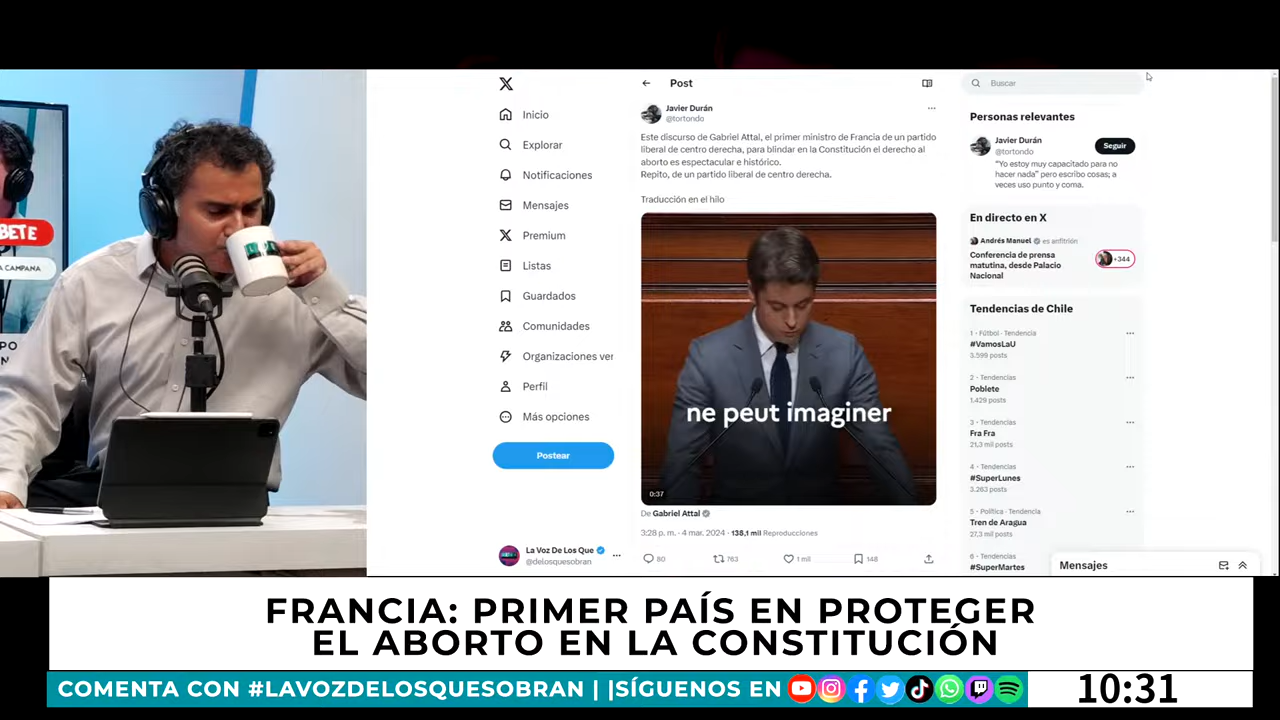 BETE
A CAMPANA
PO
N
Inicio
Explorar
Notificaciones
Mensajes
Premium
Listas
Guardados
Comunidades
Organizaciones ver
Perfil
Más opciones
Postear
La Voz De Los Que
@delosquesobran
Post
Javier Durán
@tortondo
Este discurso de Gabriel Attal, el primer ministro de Francia de un partido
liberal de centro derecha, para blindar en la Constitución el derecho al
aborto es espectacular e histórico.
Repito, de un partido liberal de centro derecha.
Traducción en el hilo
ne peut imaginer
0:37
De Gabriel Attal
3:28 p. m. · 4 mar. 2024 · 138,1 mil Reproducciones
80 763 1 mil 148
Buscar
Personas relevantes
Javier Durán
@tortondo
Seguir
"Yo estoy muy capacitado para no
hacer nada" pero escribo cosas; a
veces uso punto y coma.
En directo en X
Andrés Manuel es anfitrión
Conferencia de prensa
matutina, desde Palacio
Nacional
+344
Tendencias de Chile
1 · Fútbol · Tendencia
#VamosLaU
3.599 posts
2 · Tendencias
Poblete
1.429 posts
3 · Tendencias
Fra Fra
21,3 mil posts
4 · Tendencias
#SuperLunes
3.263 posts
5 · Política · Tendencia
Tren de Aragua
27,3 mil posts
6 · Tendencias
#SuperMartes
Mensajes
FRANCIA: PRIMER PAÍS EN PROTEGER
EL ABORTO EN LA CONSTITUCIÓN
COMENTA CON #LAVOZDELOSQUESOBRAN | |SÍGUENOS EN
10:31